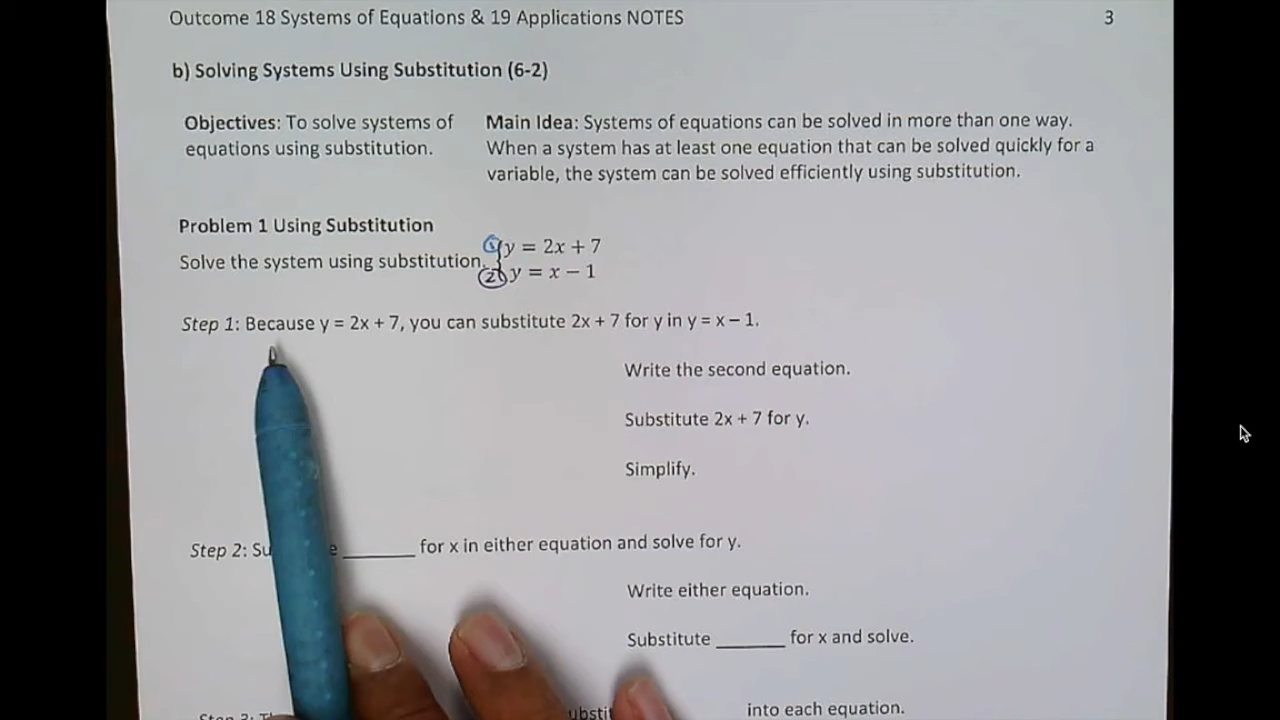 Outcome 18 Systems of Equations & 19 Applications NOTES 3
b) Solving Systems Using Substitution (6-2)
Objectives: To solve systems of
equations using substitution.
Main Idea: Systems of equations can be solved in more than one way.
When a system has at least one equation that can be solved quickly for a
variable, the system can be solved efficiently using substitution.
Problem 1 Using Substitution
Solve the system using substitution.
① y = 2x + 7
② y = x − 1
Step 1: Because y = 2x + 7, you can substitute 2x + 7 for y in y = x – 1.
Write the second equation.
Substitute 2x + 7 for y.
Simplify.
Step 2: ______ for x in either equation and solve for y.
Write either equation.
Substitute ______ for x and solve.
into each equation.